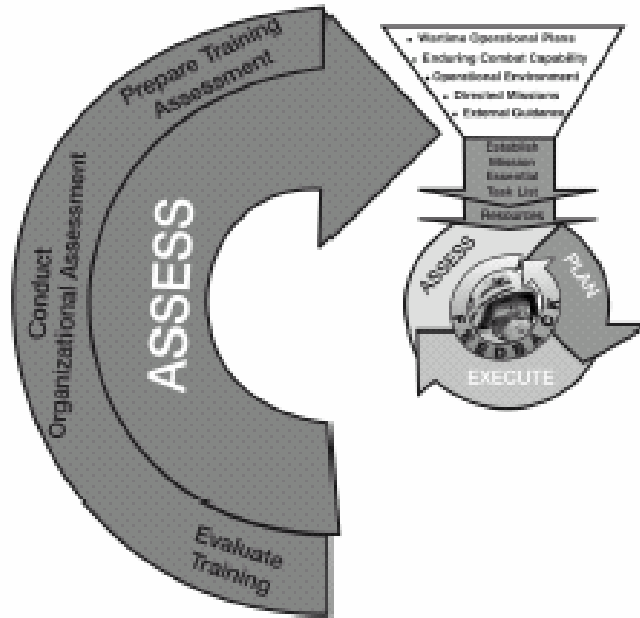 Prepare Training
Assessment
Conduct
Organizational Assessment
ASSESS
Evaluate
Training
• Wartime Operational Plans
• Enduring Combat Capability
• Operational Environment
• Directed Missions
• External Guidance
Establish
Mission
Essential
Task List
Resources
ASSESS
PLAN
EXECUTE
FEEDBACK